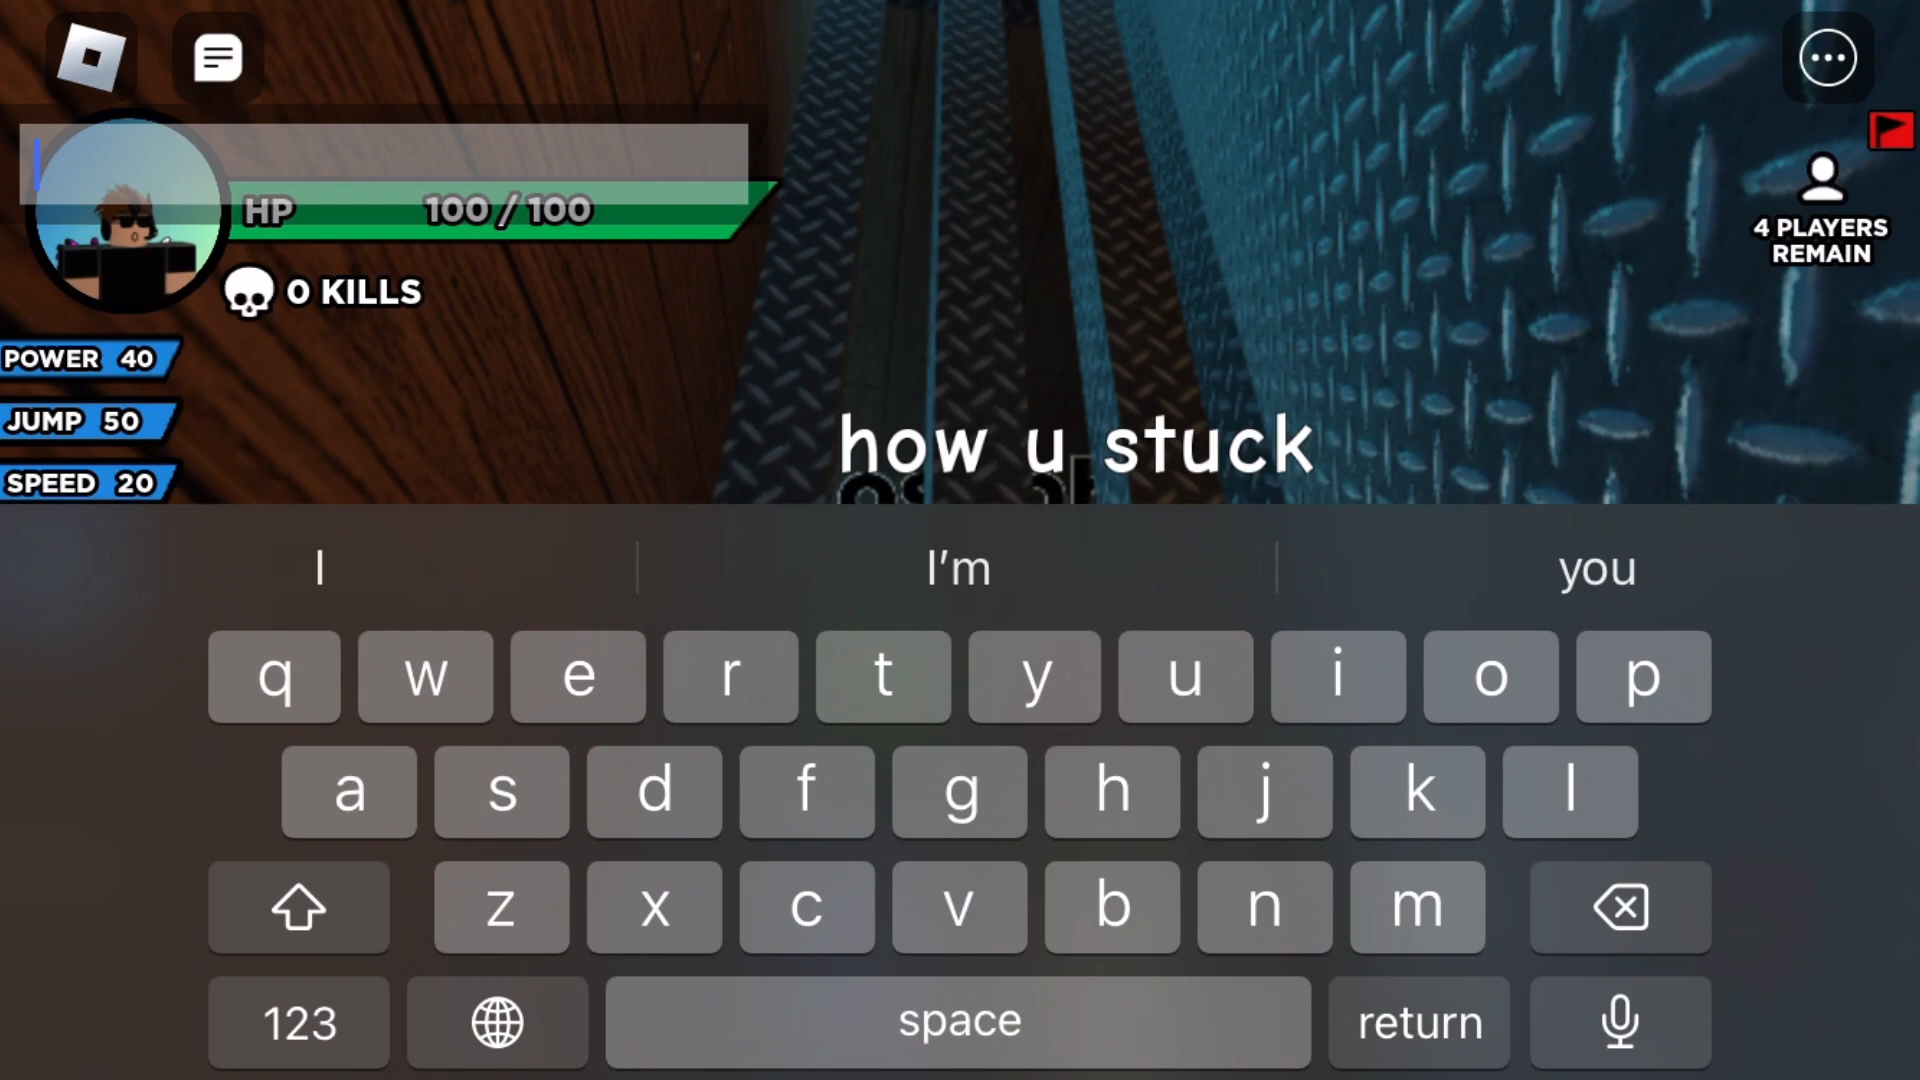 HP 100 / 100
0 KILLS
4 PLAYERS
REMAIN
POWER 40
JUMP 50
SPEED 20
how u stuck
I I'm you
q w e r t y u i o p
a s d f g h j k l
z x c v b n m
123 space return